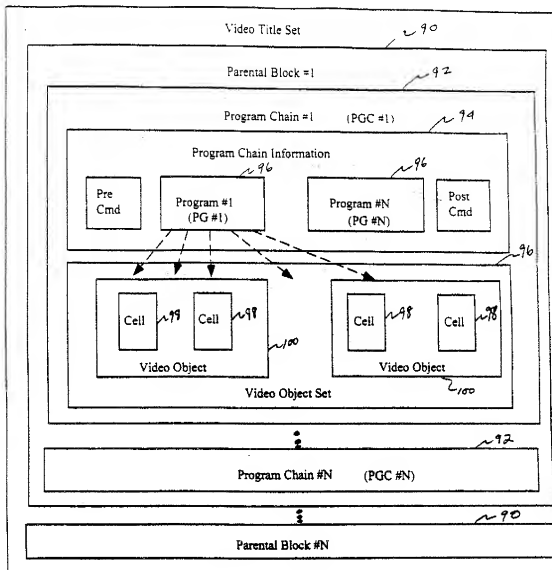 Video Title Set
90
Parental Block #1
92
Program Chain #1 (PGC #1)
94
Program Chain Information
96
96
Pre
Cmd
Program #1
(PG #1)
Program #N
(PG #N)
Post
Cmd
96
Cell
98
Cell
98
Cell
98
Cell
98
100
Video Object
Video Object
100
Video Object Set
92
Program Chain #N (PGC #N)
90
Parental Block #N